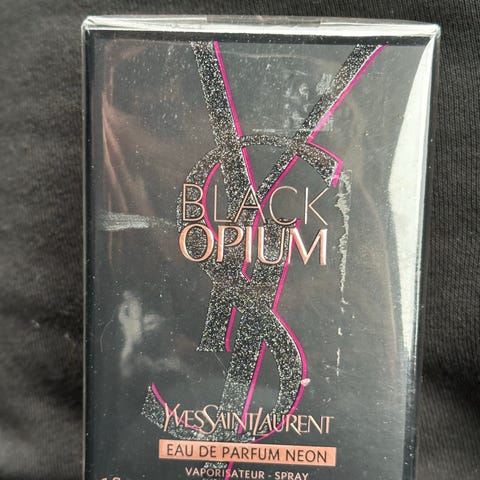 BLACK
OPIUM
YVESSAINTLAURENT
EAU DE PARFUM NEON
VAPORISATEUR - SPRAY